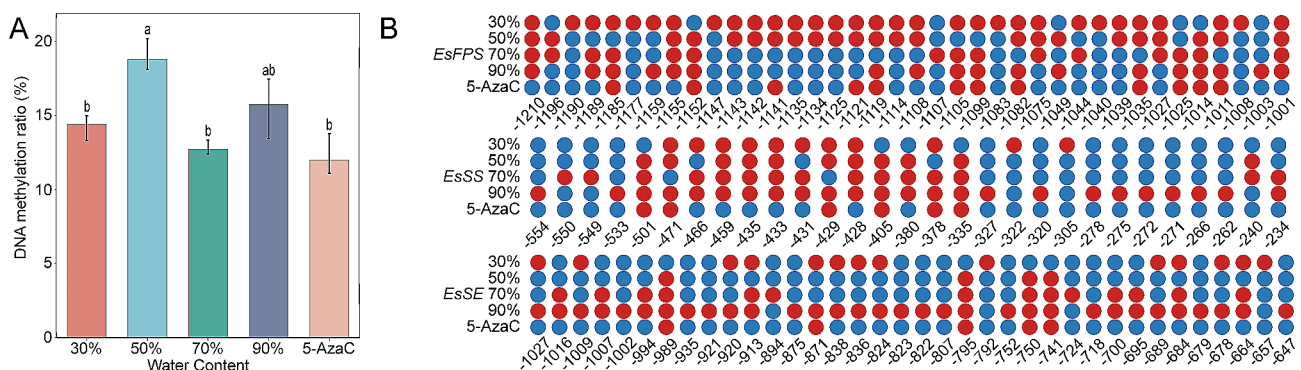 A
DNA methylation ratio (%)
20
15
10
5
0
b
a
b
ab
b
30% 50% 70% 90% 5-AzaC
Water Content
B
30%
50%
EsFPS 70%
90%
5-AzaC
-1210 -1196 -1190 -1189 -1185 -1177 -1159 -1155 -1152 -1147 -1143 -1142 -1141 -1135 -1134 -1125 -1121 -1119 -1114 -1108 -1107 -1105 -1099 -1083 -1082 -1075 -1049 -1044 -1040 -1039 -1035 -1027 -1025 -1014 -1011 -1008 -1003 -1001
30%
50%
EsSS 70%
90%
5-AzaC
-554 -550 -549 -533 -501 -471 -466 -459 -435 -433 -431 -429 -428 -405 -380 -378 -335 -327 -322 -320 -305 -278 -275 -272 -271 -266 -262 -240 -234
30%
50%
EsSE 70%
90%
5-AzaC
-1027 -1016 -1009 -1007 -1002 -994 -989 -935 -921 -920 -913 -894 -875 -871 -838 -836 -824 -823 -822 -807 -795 -792 -752 -750 -741 -724 -718 -700 -695 -689 -684 -679 -678 -664 -657 -647